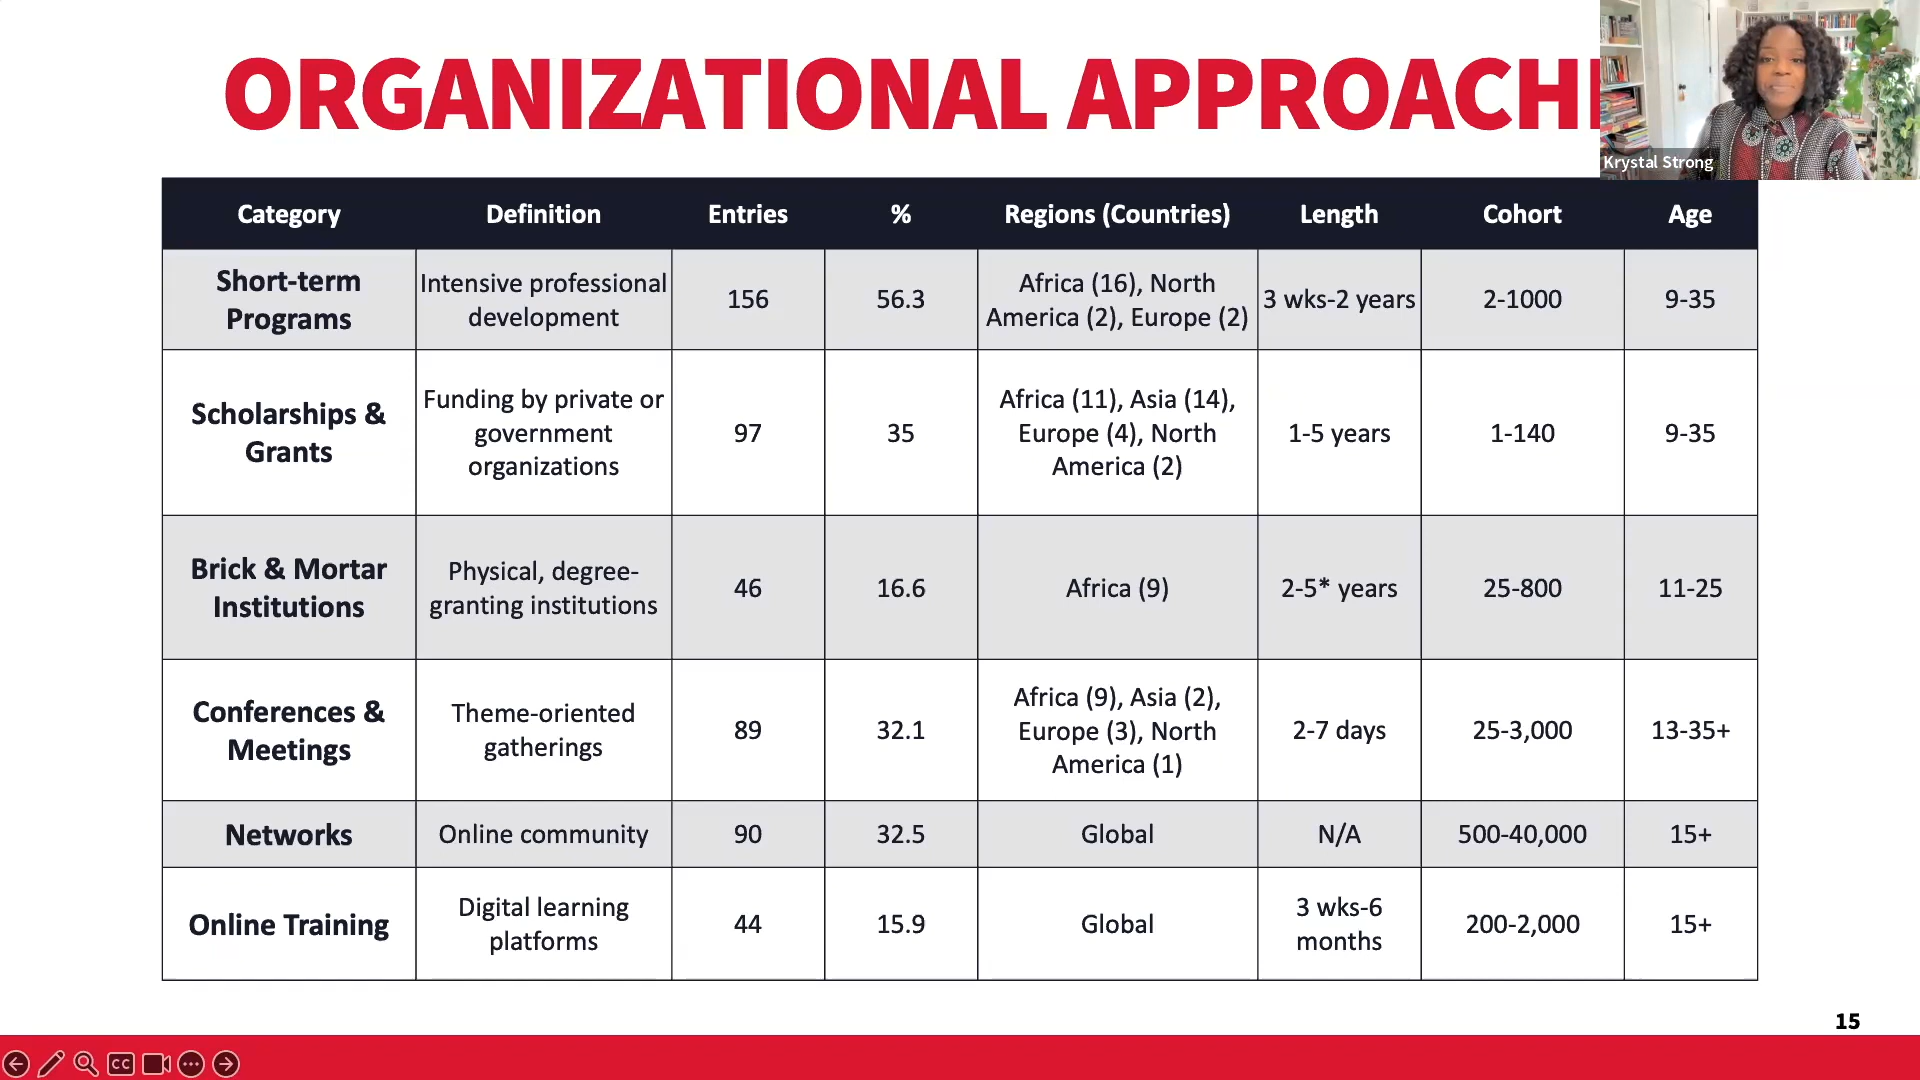 ORGANIZATIONAL APPROACH
Krystal Strong
Category Definition Entries % Regions (Countries) Length Cohort Age
Short-term
Programs
Intensive professional
development
156
56.3
Africa (16), North
America (2), Europe (2)
3 wks-2 years
2-1000
9-35
Scholarships &
Grants
Funding by private or
government
organizations
97
35
Africa (11), Asia (14),
Europe (4), North
America (2)
1-5 years
1-140
9-35
Brick & Mortar
Institutions
Physical, degree-
granting institutions
46
16.6
Africa (9)
2-5* years
25-800
11-25
Conferences &
Meetings
Theme-oriented
gatherings
89
32.1
Africa (9), Asia (2),
Europe (3), North
America (1)
2-7 days
25-3,000
13-35+
Networks
Online community
90
32.5
Global
N/A
500-40,000
15+
Online Training
Digital learning
platforms
44
15.9
Global
3 wks-6
months
200-2,000
15+
15
CC